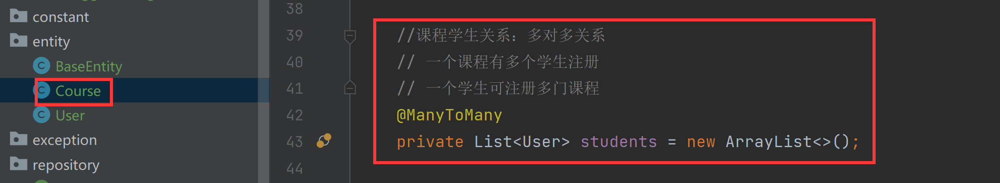 constant
entity
BaseEntity
Course
User
exception
repository
38
39 //课程学生关系：多对多关系
40 // 一个课程有多个学生注册
41 // 一个学生可注册多门课程
42 @ManyToMany
43 private List<User> students = new ArrayList<>();
44